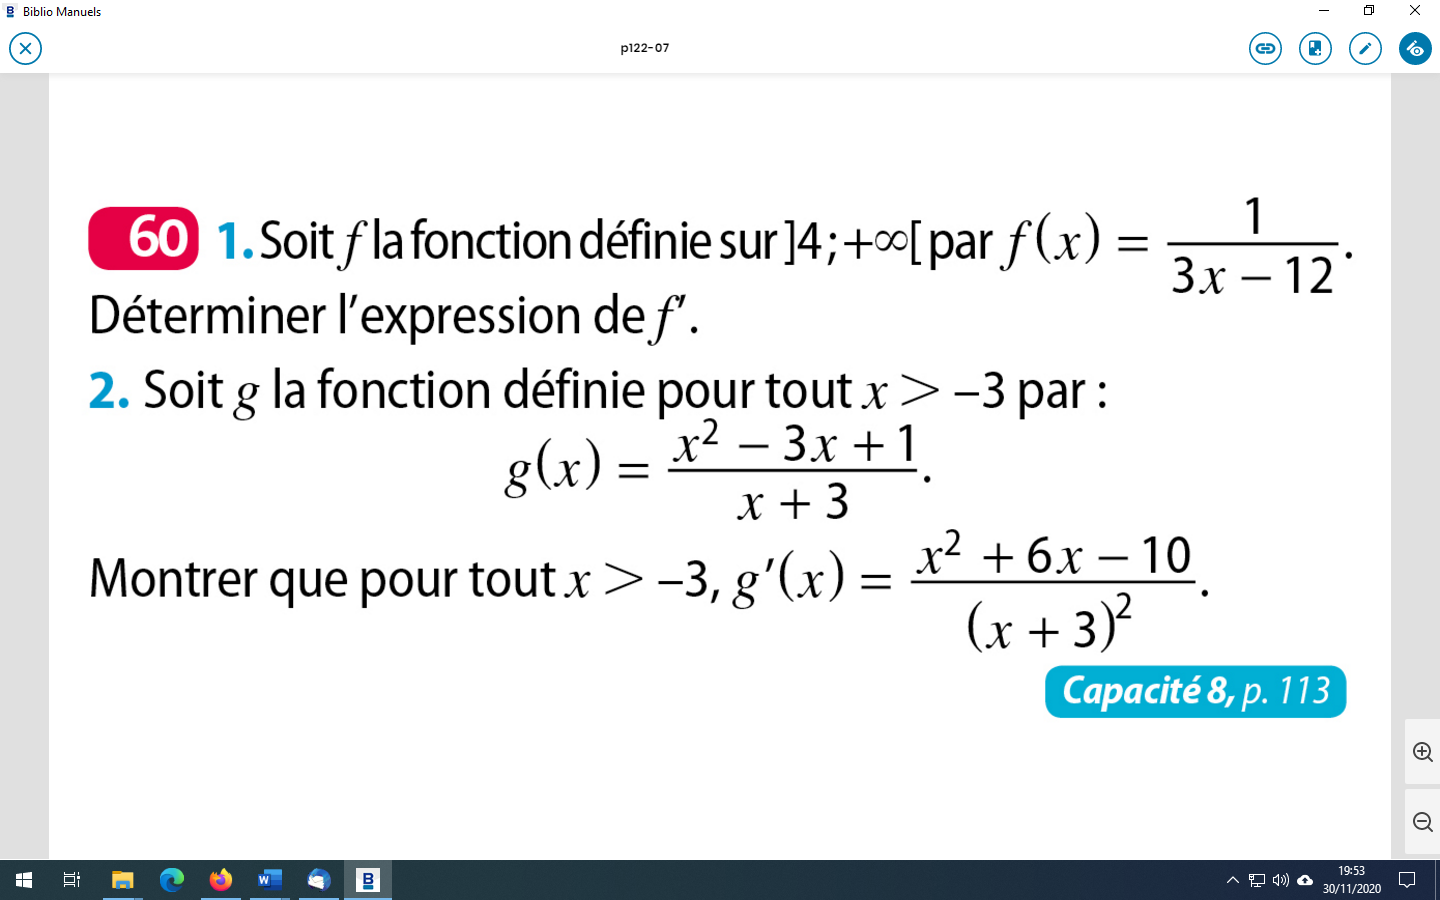 Biblio Manuels
p122-07
60 1. Soit f la fonction définie sur ]4 ; +∞[ par f(x) = 1/(3x − 12).
Déterminer l’expression de f′.
2. Soit g la fonction définie pour tout x > −3 par :
g(x) = (x² − 3x + 1)/(x + 3).
Montrer que pour tout x > −3, g′(x) = (x² + 6x − 10)/(x + 3)².
Capacité 8, p. 113
19:53
30/11/2020